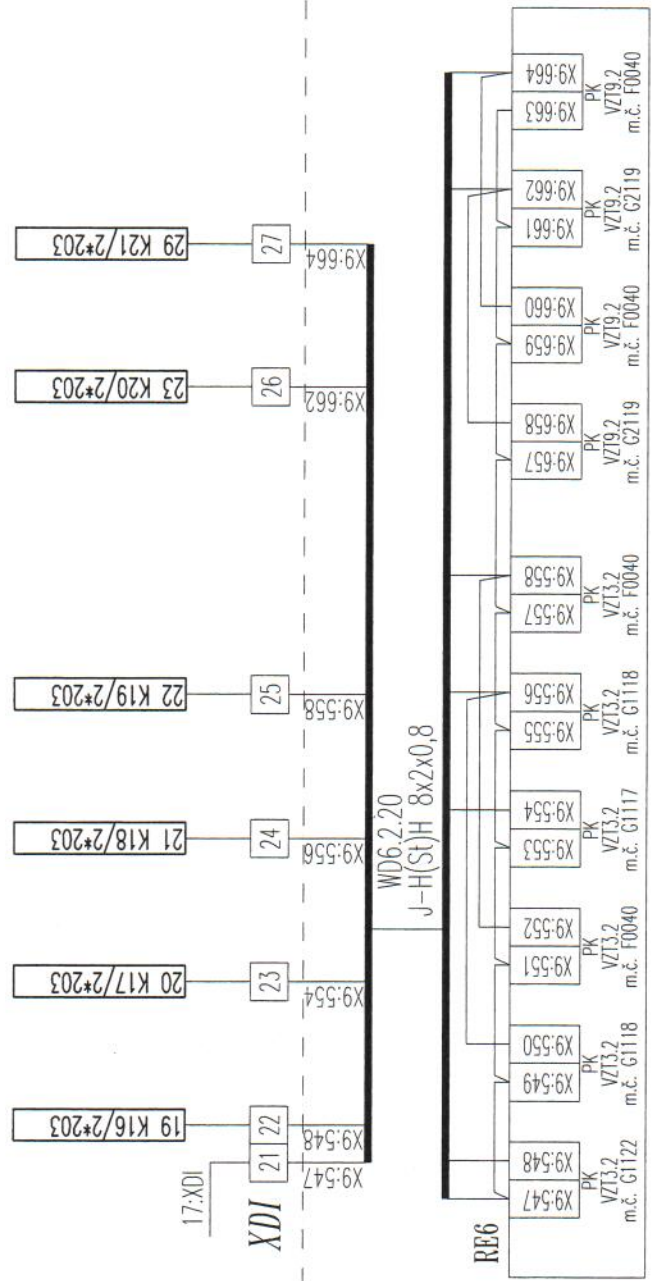 29 K21/2*203
23 K20/2*203
22 K19/2*203
21 K18/2*203
20 K17/2*203
19 K16/2*203
17:XDI
XDI
27
26
25
24
23
22
21
X9:664
X9:662
X9:558
X9:556
X9:554
X9:548
X9:547
WD6.2.20
J-H(St)H 8x2x0,8
RE6
X9:664
X9:663
PK
VZT9.2
m.č. F0040
X9:662
X9:661
PK
VZT9.2
m.č. G2119
X9:660
X9:659
PK
VZT9.2
m.č. F0040
X9:658
X9:657
PK
VZT9.2
m.č. G2119
X9:558
X9:557
PK
VZT3.2
m.č. F0040
X9:556
X9:555
PK
VZT3.2
m.č. G1118
X9:554
X9:553
PK
VZT3.2
m.č. G1117
X9:552
X9:551
PK
VZT3.2
m.č. F0040
X9:550
X9:549
PK
VZT3.2
m.č. G1118
X9:548
X9:547
PK
VZT3.2
m.č. G1122